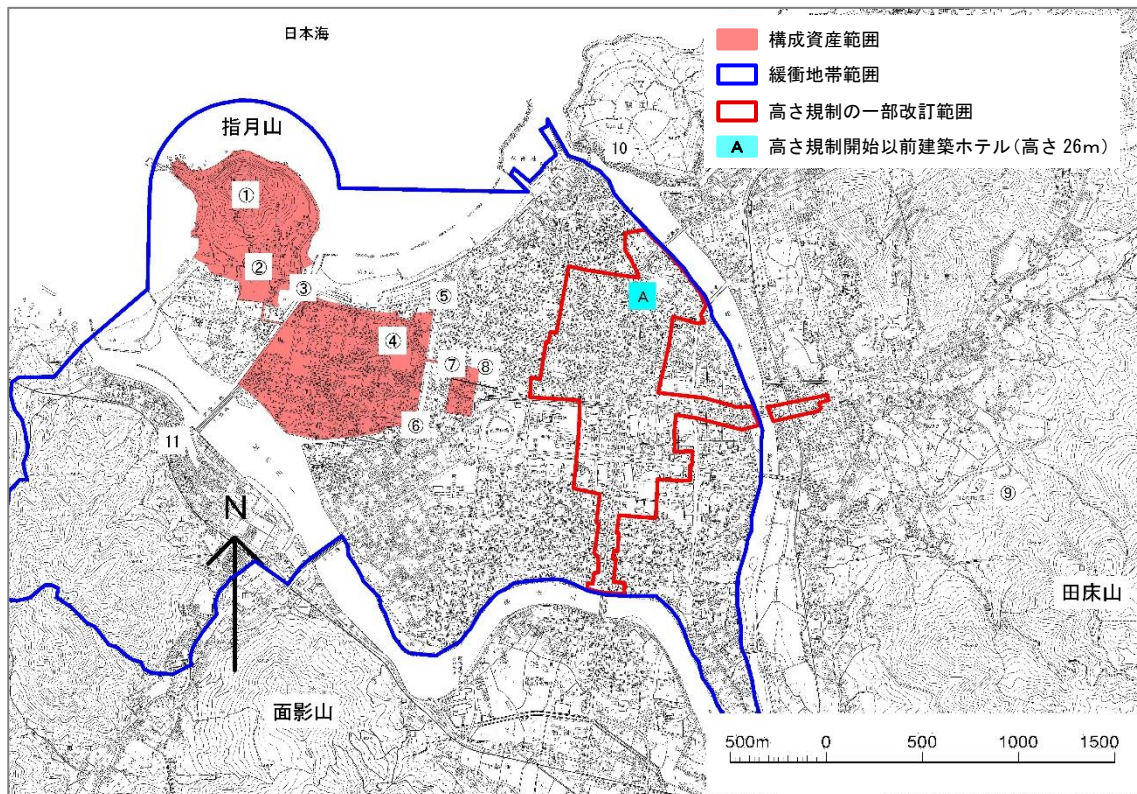 日本海
構成資産範囲
緩衝地帯範囲
高さ規制の一部改訂範囲
A 高さ規制開始以前建築ホテル(高さ 26m)
指月山
10
①
②
③
⑤
A
④
⑦
⑧
⑥
11
⑨
N
田床山
面影山
500m 0 500 1000 1500